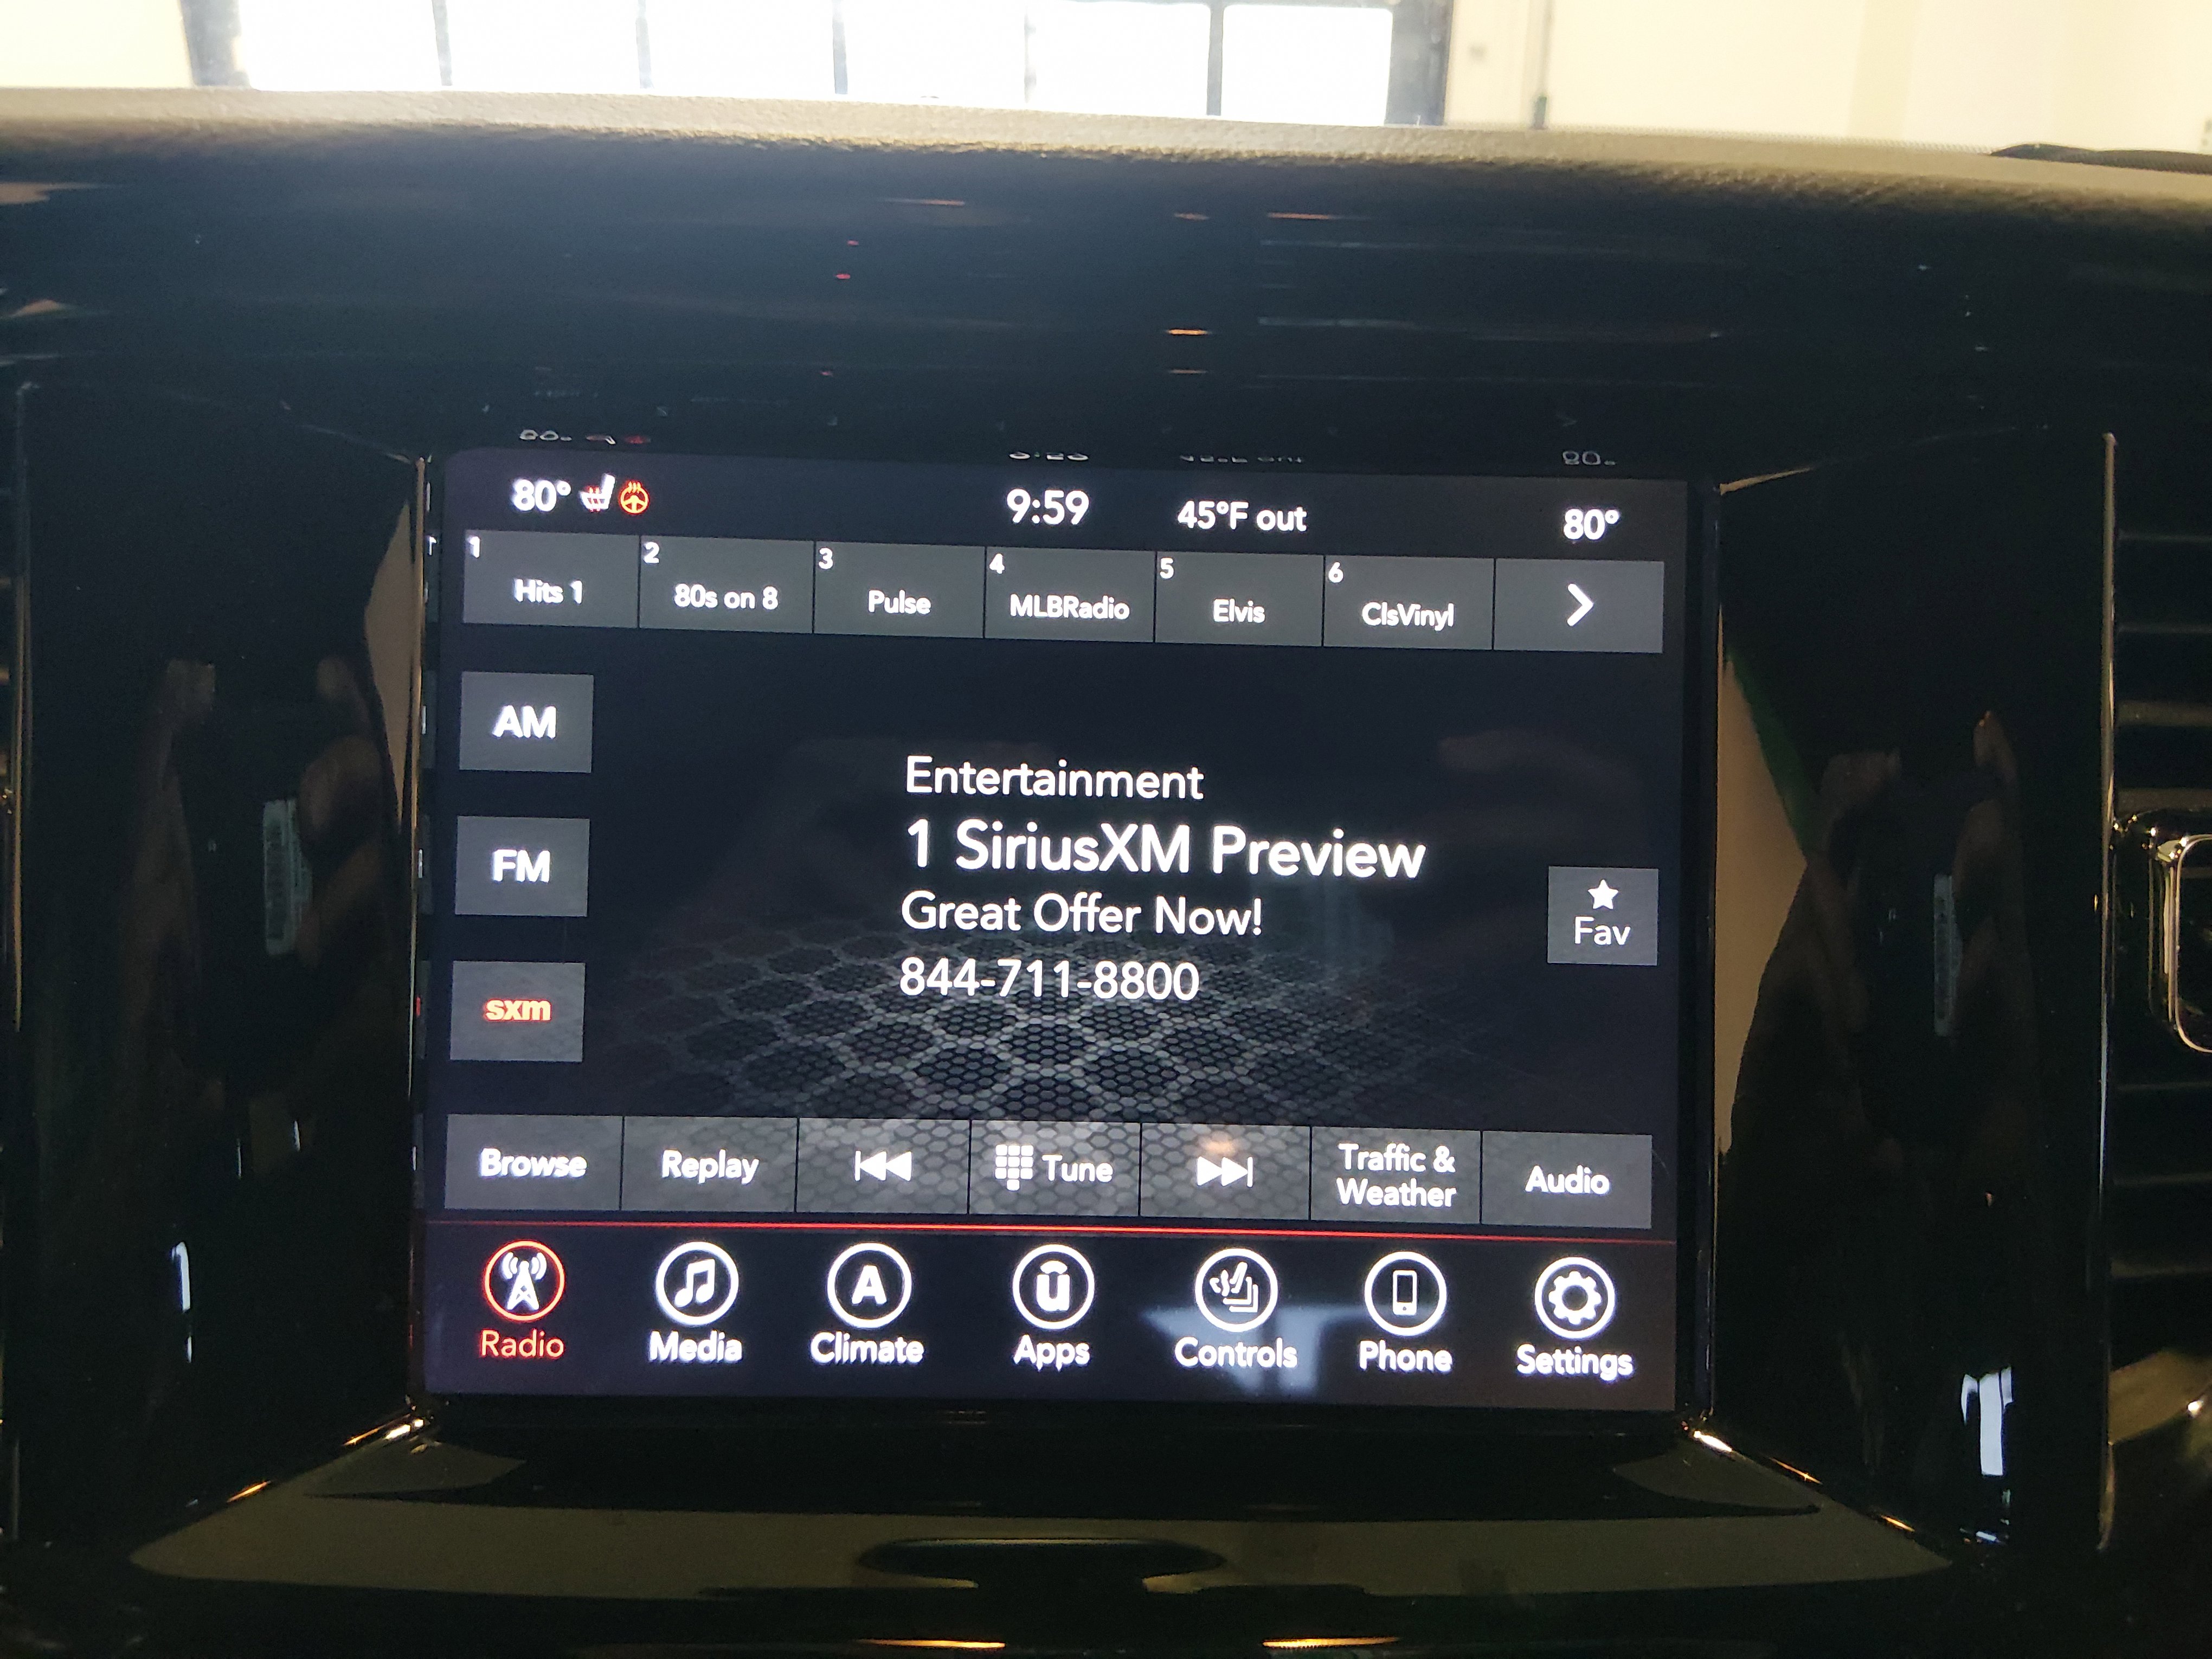 80° 9:59 45°F out 80°
1 2 3 4 5 6
Hits 1 80s on 8 Pulse MLBRadio Elvis ClsVinyl
AM
Entertainment
1 SiriusXM Preview
FM
Great Offer Now!
Fav
844-711-8800
sxm
Browse Replay Tune Traffic & Weather Audio
A ū
Radio Media Climate Apps Controls Phone Settings